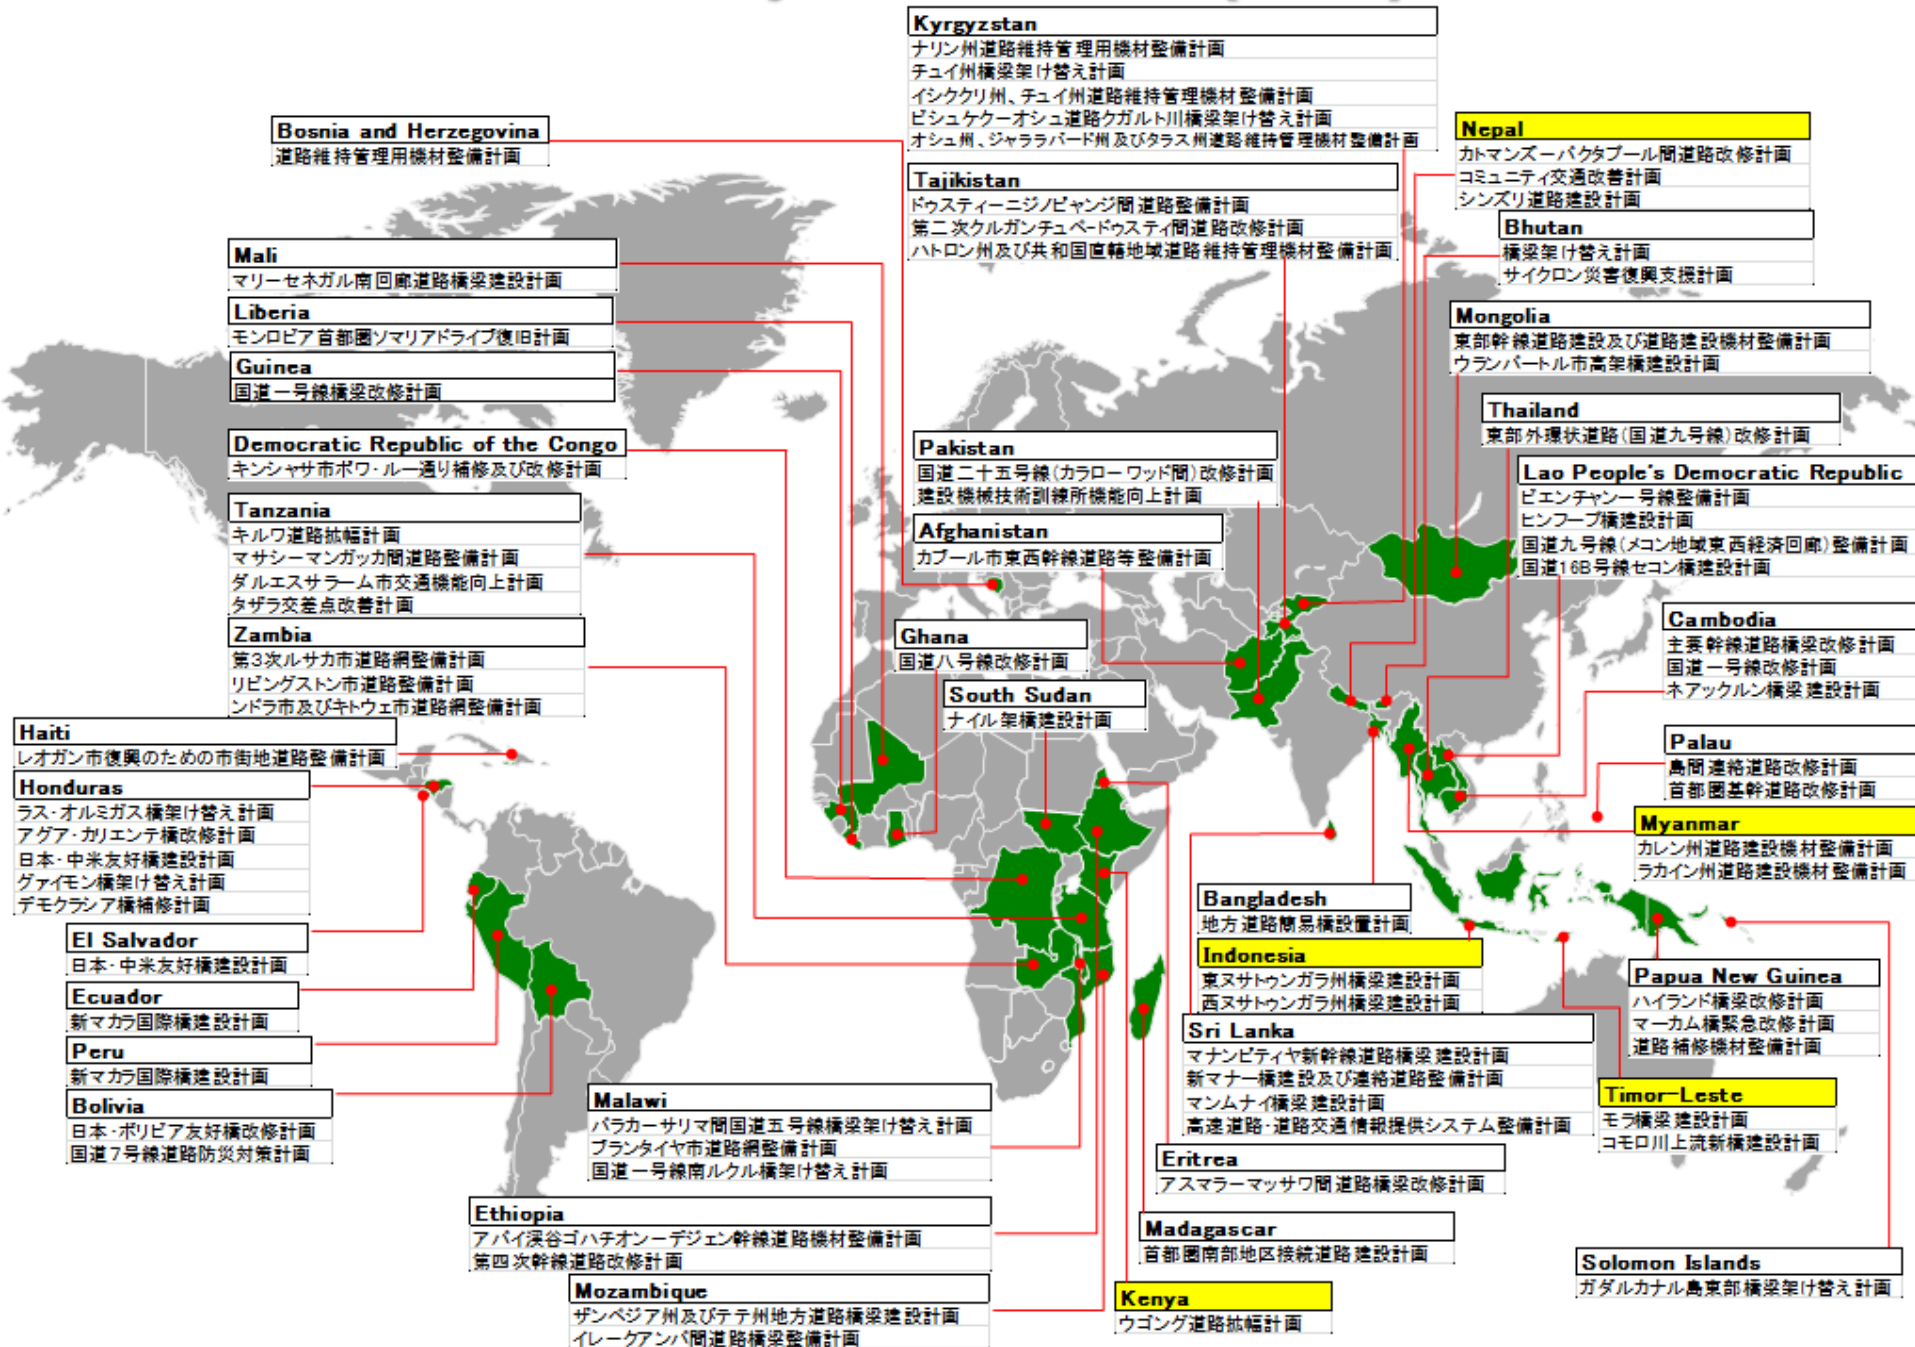 Kyrgyzstan
ナリン州道路維持管理用機材整備計画
チュイ州橋梁架け替え計画
イシククリ州、チュイ州道路維持管理機材整備計画
ビシュケクーオシュ道路クガルト川橋梁架け替え計画
オシュ州、ジャララバード州及びタラス州道路維持管理機材整備計画
Bosnia and Herzegovina
道路維持管理用機材整備計画
Nepal
カトマンズーバクタプール間道路改修計画
コミュニティ交通改善計画
シンズリ道路建設計画
Tajikistan
ドゥスティーニジノピャンジ間道路整備計画
第二次クルガンチュベードゥスティ間道路改修計画
ハトロン州及び共和国直轄地域道路維持管理機材整備計画
Bhutan
橋梁架け替え計画
サイクロン災害復興支援計画
Mali
マリーセネガル南回廊道路橋梁建設計画
Liberia
モンロビア首都圏ソマリアドライブ復旧計画
Guinea
国道一号線橋梁改修計画
Mongolia
東部幹線道路建設及び道路建設機材整備計画
ウランバートル市高架橋建設計画
Thailand
東部外環状道路(国道九号線)改修計画
Democratic Republic of the Congo
キンシャサ市ポワ・ルー通り補修及び改修計画
Pakistan
国道二十五号線(カラローワッド間)改修計画
建設機械技術訓練所機能向上計画
Lao People's Democratic Republic
ビエンチャン一号線整備計画
ヒンフープ橋建設計画
国道九号線(メコン地域東西経済回廊)整備計画
国道16B号線セコン橋建設計画
Tanzania
キルワ道路拡幅計画
マサシーマンガッカ間道路整備計画
ダルエスサラーム市交通機能向上計画
タザラ交差点改善計画
Afghanistan
カブール市東西幹線道路等整備計画
Zambia
第3次ルサカ市道路網整備計画
リビングストン市道路整備計画
ンドラ市及びキトウェ市道路網整備計画
Ghana
国道八号線改修計画
South Sudan
ナイル架橋建設計画
Cambodia
主要幹線道路橋梁改修計画
国道一号線改修計画
ネアックルン橋梁建設計画
Haiti
レオガン市復興のための市街地道路整備計画
Honduras
ラス・オルミガス橋架け替え計画
アグア・カリエンテ橋改修計画
日本・中米友好橋建設計画
グァイモン橋架け替え計画
デモクラシア橋補修計画
Palau
島間連絡道路改修計画
首都圏基幹道路改修計画
Myanmar
カレン州道路建設機材整備計画
ラカイン州道路建設機材整備計画
El Salvador
日本・中米友好橋建設計画
Ecuador
新マカラ国際橋建設計画
Peru
新マカラ国際橋建設計画
Bolivia
日本・ボリビア友好橋改修計画
国道7号線道路防災対策計画
Bangladesh
地方道路簡易橋設置計画
Indonesia
東ヌサトゥンガラ州橋梁建設計画
西ヌサトゥンガラ州橋梁建設計画
Papua New Guinea
ハイランド橋梁改修計画
マーカム橋緊急改修計画
道路補修機材整備計画
Sri Lanka
マナンピティヤ新幹線道路橋梁建設計画
新マナー橋建設及び連絡道路整備計画
マンムナイ橋梁建設計画
高速道路・道路交通情報提供システム整備計画
Timor-Leste
モラ橋梁建設計画
コモロ川上流新橋建設計画
Malawi
バラカーサリマ間国道五号線橋梁架け替え計画
ブランタイヤ市道路網整備計画
国道一号線南ルクル橋架け替え計画
Eritrea
アスマラーマッサワ間道路橋梁改修計画
Ethiopia
アバイ渓谷ゴハチオンーデジェン幹線道路機材整備計画
第四次幹線道路改修計画
Madagascar
首都圏南部地区接続道路建設計画
Mozambique
ザンベジア州及びテテ州地方道路橋梁建設計画
イレークアンバ間道路橋梁整備計画
Kenya
ウゴング道路拡幅計画
Solomon Islands
ガダルカナル島東部橋梁架け替え計画